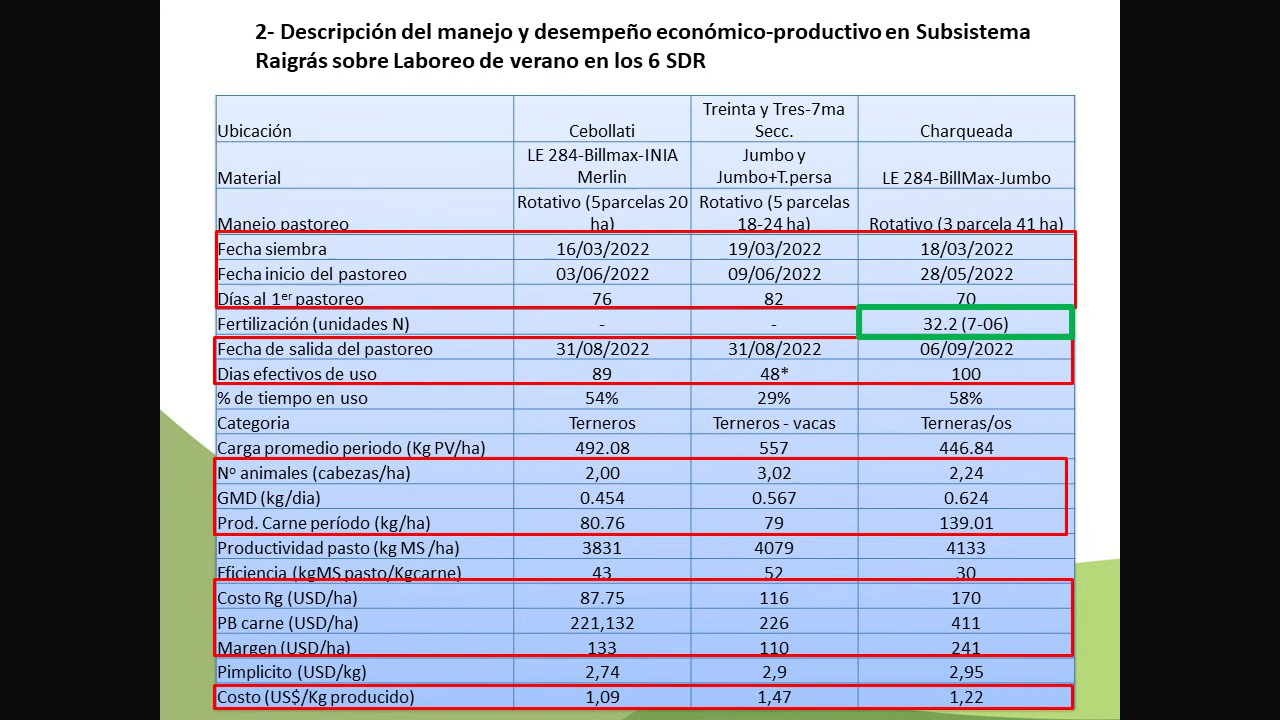 2- Descripción del manejo y desempeño económico-productivo en Subsistema
Raigrás sobre Laboreo de verano en los 6 SDR
Ubicación Cebollati Treinta y Tres-7ma Secc. Charqueada
Material LE 284-Billmax-INIA Merlin Jumbo y Jumbo+T.persa LE 284-BillMax-Jumbo
Manejo pastoreo Rotativo (5parcelas 20 ha) Rotativo (5 parcelas 18-24 ha) Rotativo (3 parcela 41 ha)
Fecha siembra 16/03/2022 19/03/2022 18/03/2022
Fecha inicio del pastoreo 03/06/2022 09/06/2022 28/05/2022
Días al 1er pastoreo 76 82 70
Fertilización (unidades N) - - 32.2 (7-06)
Fecha de salida del pastoreo 31/08/2022 31/08/2022 06/09/2022
Dias efectivos de uso 89 48* 100
% de tiempo en uso 54% 29% 58%
Categoria Terneros Terneros - vacas Terneras/os
Carga promedio periodo (Kg PV/ha) 492.08 557 446.84
Nº animales (cabezas/ha) 2,00 3,02 2,24
GMD (kg/dia) 0.454 0.567 0.624
Prod. Carne período (kg/ha) 80.76 79 139.01
Productividad pasto (kg MS /ha) 3831 4079 4133
Eficiencia (kgMS pasto/Kgcarne) 43 52 30
Costo Rg (USD/ha) 87.75 116 170
PB carne (USD/ha) 221,132 226 411
Margen (USD/ha) 133 110 241
Pimplicito (USD/kg) 2,74 2,9 2,95
Costo (US$/Kg producido) 1,09 1,47 1,22